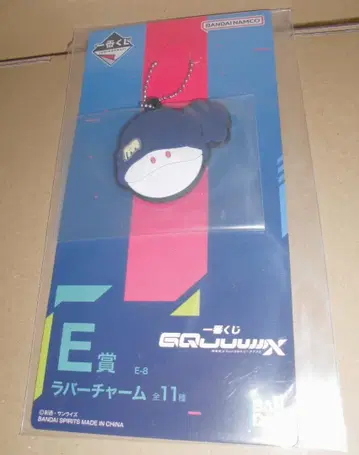 一番くじ
BANDAI NAMCO
E賞
E-8
一番くじ
GQuuuuuuX
ラバーチャーム 全11種
©創通・サンライズ
BANDAI SPIRITS MADE IN CHINA